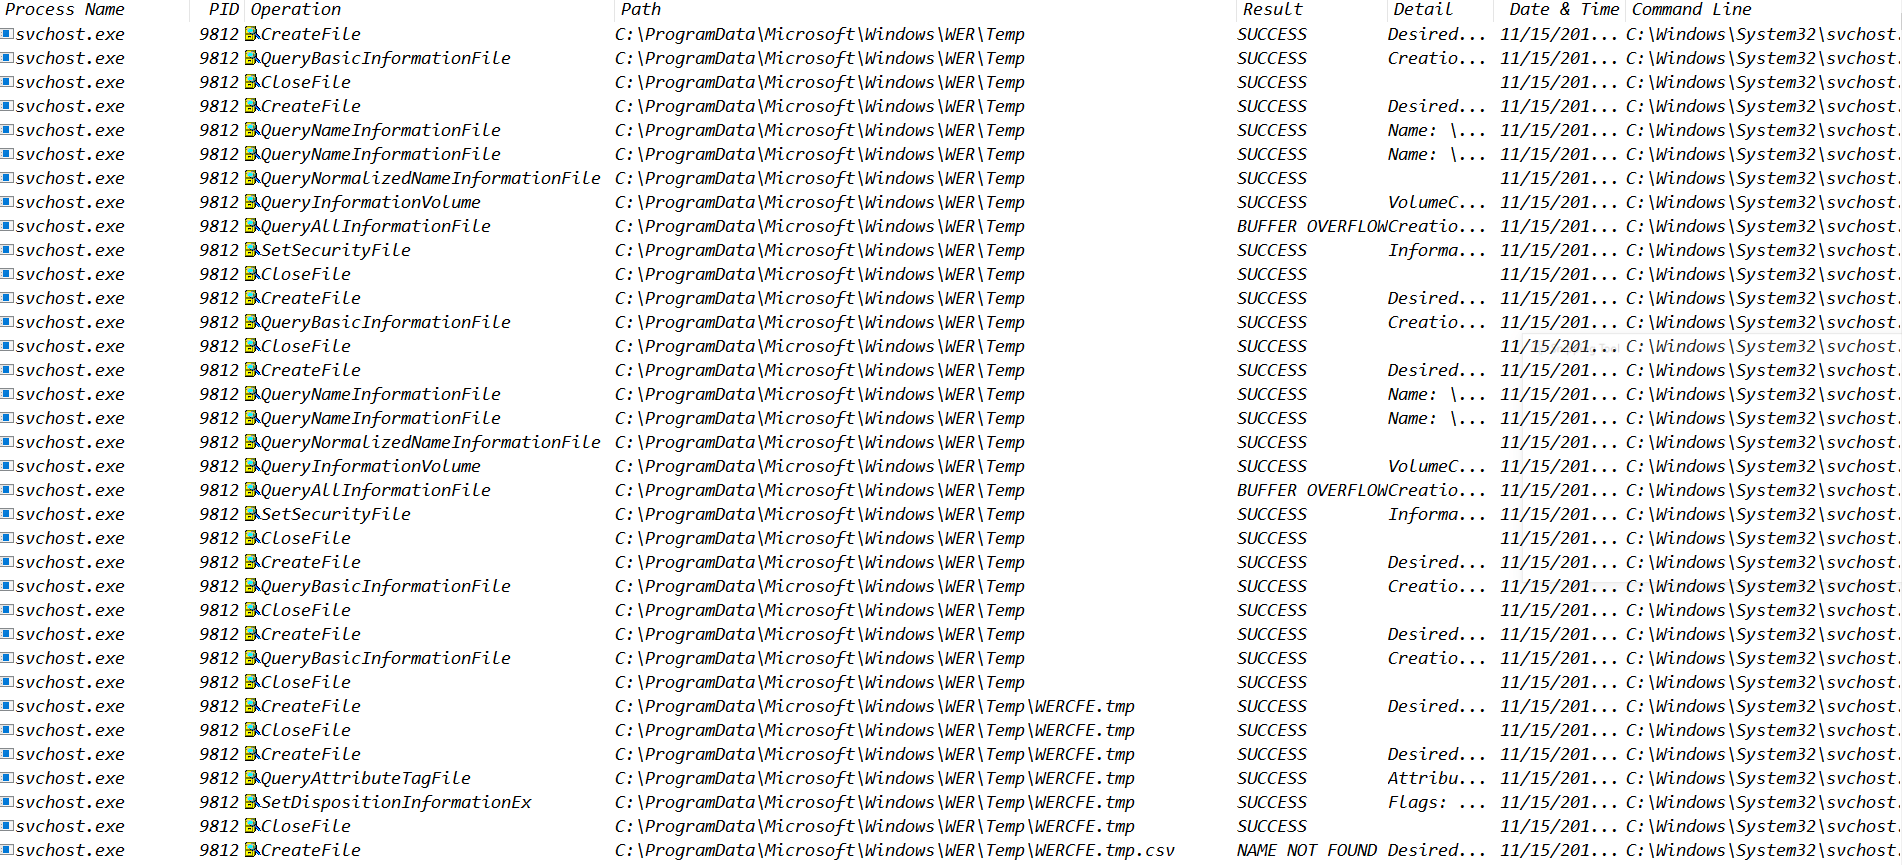 Process Name PID Operation Path Result Detail Date & Time Command Line
svchost.exe 9812 CreateFile C:\ProgramData\Microsoft\Windows\WER\Temp SUCCESS Desired... 11/15/201... C:\Windows\System32\svchost.
svchost.exe 9812 QueryBasicInformationFile C:\ProgramData\Microsoft\Windows\WER\Temp SUCCESS Creatio... 11/15/201... C:\Windows\System32\svchost.
svchost.exe 9812 CloseFile C:\ProgramData\Microsoft\Windows\WER\Temp SUCCESS 11/15/201... C:\Windows\System32\svchost.
svchost.exe 9812 CreateFile C:\ProgramData\Microsoft\Windows\WER\Temp SUCCESS Desired... 11/15/201... C:\Windows\System32\svchost.
svchost.exe 9812 QueryNameInformationFile C:\ProgramData\Microsoft\Windows\WER\Temp SUCCESS Name: \... 11/15/201... C:\Windows\System32\svchost.
svchost.exe 9812 QueryNameInformationFile C:\ProgramData\Microsoft\Windows\WER\Temp SUCCESS Name: \... 11/15/201... C:\Windows\System32\svchost.
svchost.exe 9812 QueryNormalizedNameInformationFile C:\ProgramData\Microsoft\Windows\WER\Temp SUCCESS 11/15/201... C:\Windows\System32\svchost.
svchost.exe 9812 QueryInformationVolume C:\ProgramData\Microsoft\Windows\WER\Temp SUCCESS VolumeC... 11/15/201... C:\Windows\System32\svchost.
svchost.exe 9812 QueryAllInformationFile C:\ProgramData\Microsoft\Windows\WER\Temp BUFFER OVERFLOW Creatio... 11/15/201... C:\Windows\System32\svchost.
svchost.exe 9812 SetSecurityFile C:\ProgramData\Microsoft\Windows\WER\Temp SUCCESS Informa... 11/15/201... C:\Windows\System32\svchost.
svchost.exe 9812 CloseFile C:\ProgramData\Microsoft\Windows\WER\Temp SUCCESS 11/15/201... C:\Windows\System32\svchost.
svchost.exe 9812 CreateFile C:\ProgramData\Microsoft\Windows\WER\Temp SUCCESS Desired... 11/15/201... C:\Windows\System32\svchost.
svchost.exe 9812 QueryBasicInformationFile C:\ProgramData\Microsoft\Windows\WER\Temp SUCCESS Creatio... 11/15/201... C:\Windows\System32\svchost.
svchost.exe 9812 CloseFile C:\ProgramData\Microsoft\Windows\WER\Temp SUCCESS 11/15/201... C:\Windows\System32\svchost.
svchost.exe 9812 CreateFile C:\ProgramData\Microsoft\Windows\WER\Temp SUCCESS Desired... 11/15/201... C:\Windows\System32\svchost.
svchost.exe 9812 QueryNameInformationFile C:\ProgramData\Microsoft\Windows\WER\Temp SUCCESS Name: \... 11/15/201... C:\Windows\System32\svchost.
svchost.exe 9812 QueryNameInformationFile C:\ProgramData\Microsoft\Windows\WER\Temp SUCCESS Name: \... 11/15/201... C:\Windows\System32\svchost.
svchost.exe 9812 QueryNormalizedNameInformationFile C:\ProgramData\Microsoft\Windows\WER\Temp SUCCESS 11/15/201... C:\Windows\System32\svchost.
svchost.exe 9812 QueryInformationVolume C:\ProgramData\Microsoft\Windows\WER\Temp SUCCESS VolumeC... 11/15/201... C:\Windows\System32\svchost.
svchost.exe 9812 QueryAllInformationFile C:\ProgramData\Microsoft\Windows\WER\Temp BUFFER OVERFLOW Creatio... 11/15/201... C:\Windows\System32\svchost.
svchost.exe 9812 SetSecurityFile C:\ProgramData\Microsoft\Windows\WER\Temp SUCCESS Informa... 11/15/201... C:\Windows\System32\svchost.
svchost.exe 9812 CloseFile C:\ProgramData\Microsoft\Windows\WER\Temp SUCCESS 11/15/201... C:\Windows\System32\svchost.
svchost.exe 9812 CreateFile C:\ProgramData\Microsoft\Windows\WER\Temp SUCCESS Desired... 11/15/201... C:\Windows\System32\svchost.
svchost.exe 9812 QueryBasicInformationFile C:\ProgramData\Microsoft\Windows\WER\Temp SUCCESS Creatio... 11/15/201... C:\Windows\System32\svchost.
svchost.exe 9812 CloseFile C:\ProgramData\Microsoft\Windows\WER\Temp SUCCESS 11/15/201... C:\Windows\System32\svchost.
svchost.exe 9812 CreateFile C:\ProgramData\Microsoft\Windows\WER\Temp SUCCESS Desired... 11/15/201... C:\Windows\System32\svchost.
svchost.exe 9812 QueryBasicInformationFile C:\ProgramData\Microsoft\Windows\WER\Temp SUCCESS Creatio... 11/15/201... C:\Windows\System32\svchost.
svchost.exe 9812 CloseFile C:\ProgramData\Microsoft\Windows\WER\Temp SUCCESS 11/15/201... C:\Windows\System32\svchost.
svchost.exe 9812 CreateFile C:\ProgramData\Microsoft\Windows\WER\Temp\WERCFE.tmp SUCCESS Desired... 11/15/201... C:\Windows\System32\svchost.
svchost.exe 9812 CloseFile C:\ProgramData\Microsoft\Windows\WER\Temp\WERCFE.tmp SUCCESS 11/15/201... C:\Windows\System32\svchost.
svchost.exe 9812 CreateFile C:\ProgramData\Microsoft\Windows\WER\Temp\WERCFE.tmp SUCCESS Desired... 11/15/201... C:\Windows\System32\svchost.
svchost.exe 9812 QueryAttributeTagFile C:\ProgramData\Microsoft\Windows\WER\Temp\WERCFE.tmp SUCCESS Attribu... 11/15/201... C:\Windows\System32\svchost.
svchost.exe 9812 SetDispositionInformationEx C:\ProgramData\Microsoft\Windows\WER\Temp\WERCFE.tmp SUCCESS Flags: ... 11/15/201... C:\Windows\System32\svchost.
svchost.exe 9812 CloseFile C:\ProgramData\Microsoft\Windows\WER\Temp\WERCFE.tmp SUCCESS 11/15/201... C:\Windows\System32\svchost.
svchost.exe 9812 CreateFile C:\ProgramData\Microsoft\Windows\WER\Temp\WERCFE.tmp.csv NAME NOT FOUND Desired... 11/15/201... C:\Windows\System32\svchost.